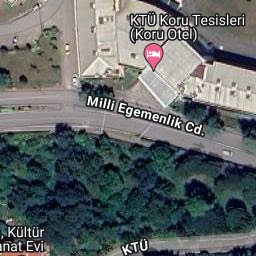 KTÜ Koru Tesisleri
(Koru Otel)
Milli Egemenlik Cd.
, Kültür
anat Evi
KTÜ